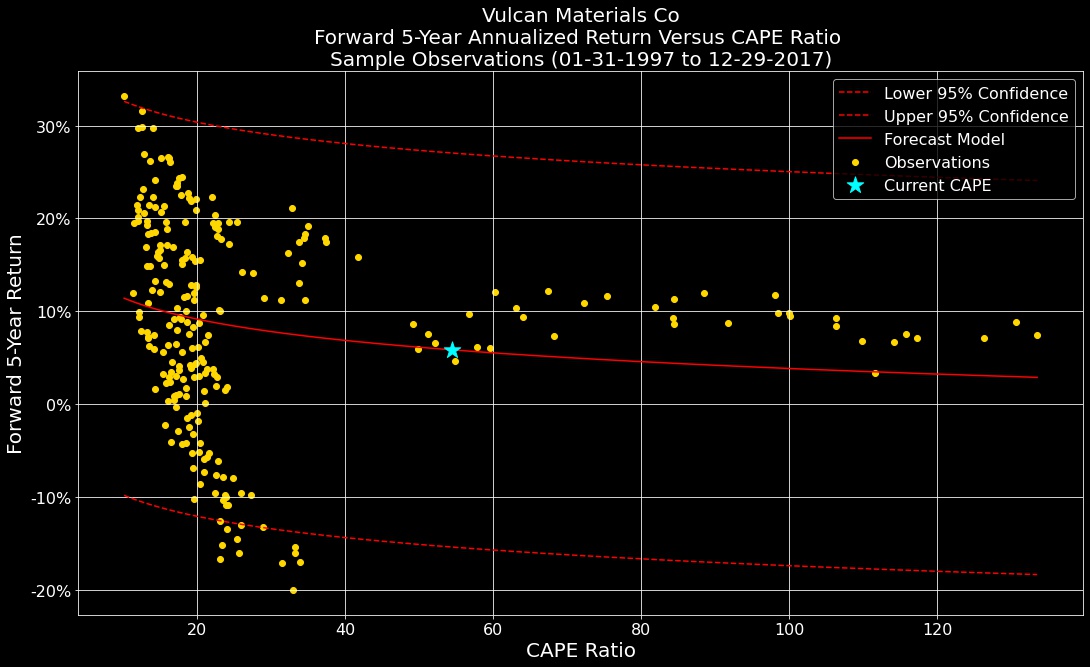 Vulcan Materials Co
Forward 5-Year Annualized Return Versus CAPE Ratio
Sample Observations (01-31-1997 to 12-29-2017)
Lower 95% Confidence
Upper 95% Confidence
Forecast Model
Observations
Current CAPE
Forward 5-Year Return
30%
20%
10%
0%
-10%
-20%
20 40 60 80 100 120
CAPE Ratio